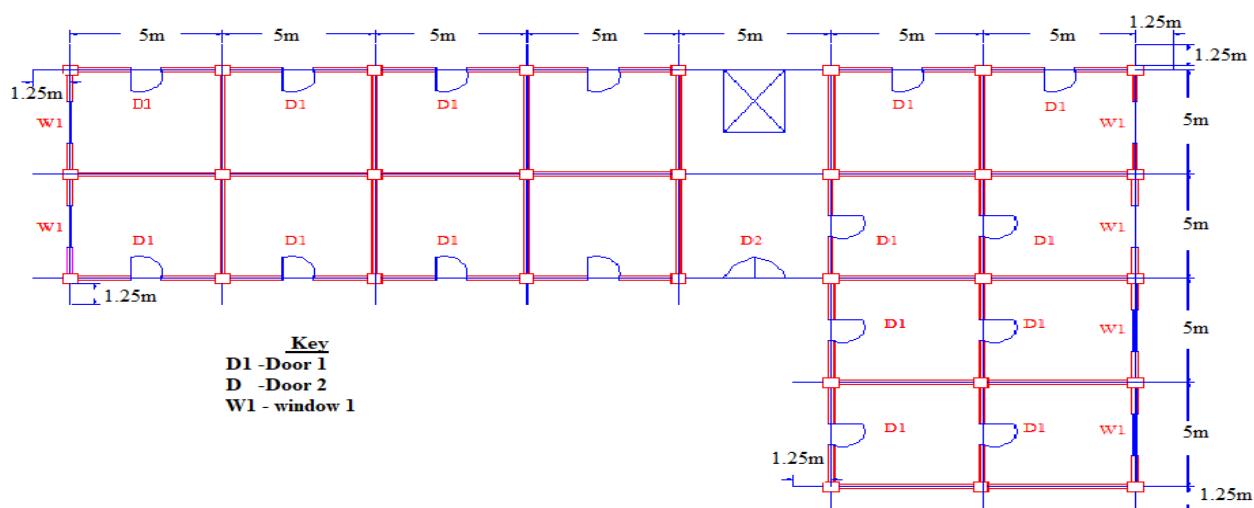 1.25m
5m 5m 5m 5m 5m 5m 5m
1.25m
1.25m
D1 D1 D1 D1 D1
W1 W1
5m
W1 W1
5m
D1 D1 D1 D2 D1 D1
1.25m
D1 D1 W1
5m
Key
D1 -Door 1
D -Door 2
W1 - window 1
D1 D1 W1
5m
1.25m
1.25m